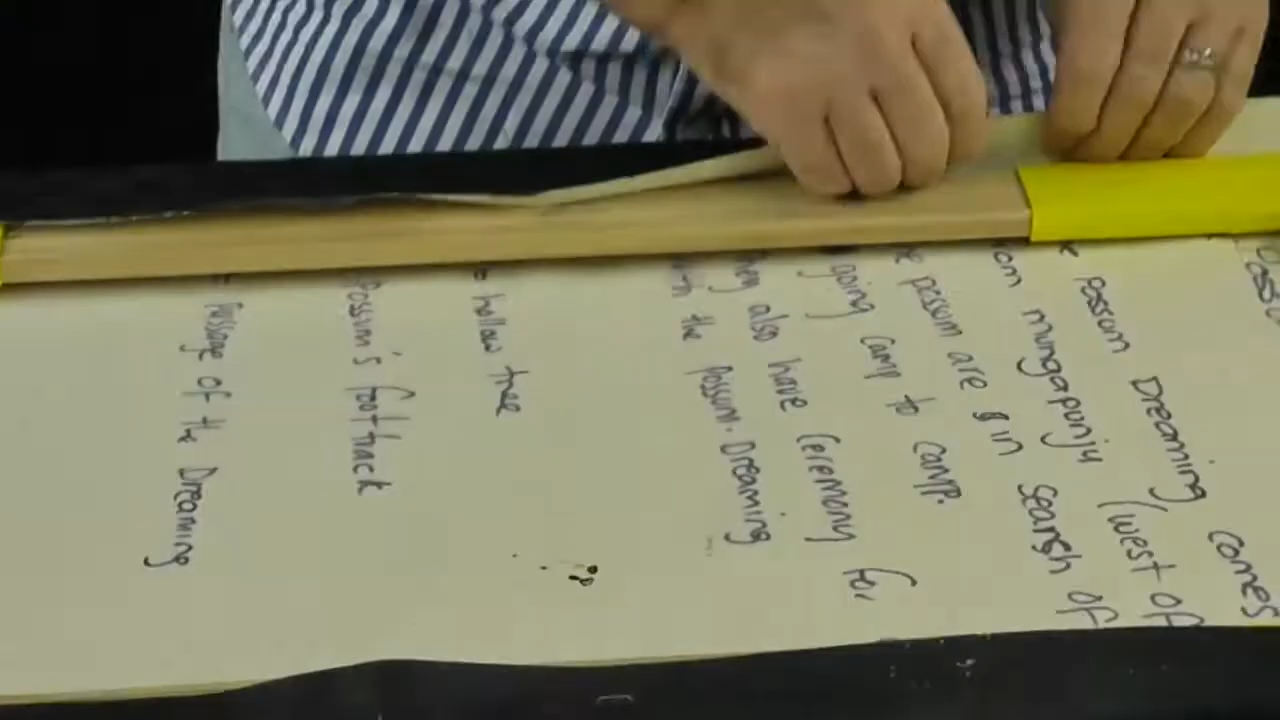 Possum Dreaming comes
mungapunju (west of
possum are in search of
going camp to camp.
also have ceremony for
the possum. Dreaming
= hollow tree
Possum's foot track
= Passage of the Dreaming